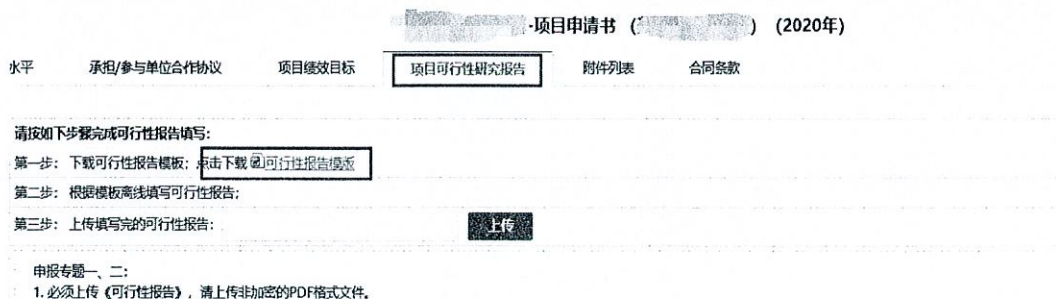 -项目申请书 ( ) (2020年)
水平 承担/参与单位合作协议 项目绩效目标 项目可行性研究报告 附件列表 合同条款
请按如下步骤完成可行性报告填写:
第一步: 下载可行性报告模板; 点击下载 可行性报告模版
第二步: 根据模板离线填写可行性报告;
第三步: 上传填写完的可行性报告: 上传
申报专题一、二:
1. 必须上传《可行性报告》, 请上传非加密的PDF格式文件。